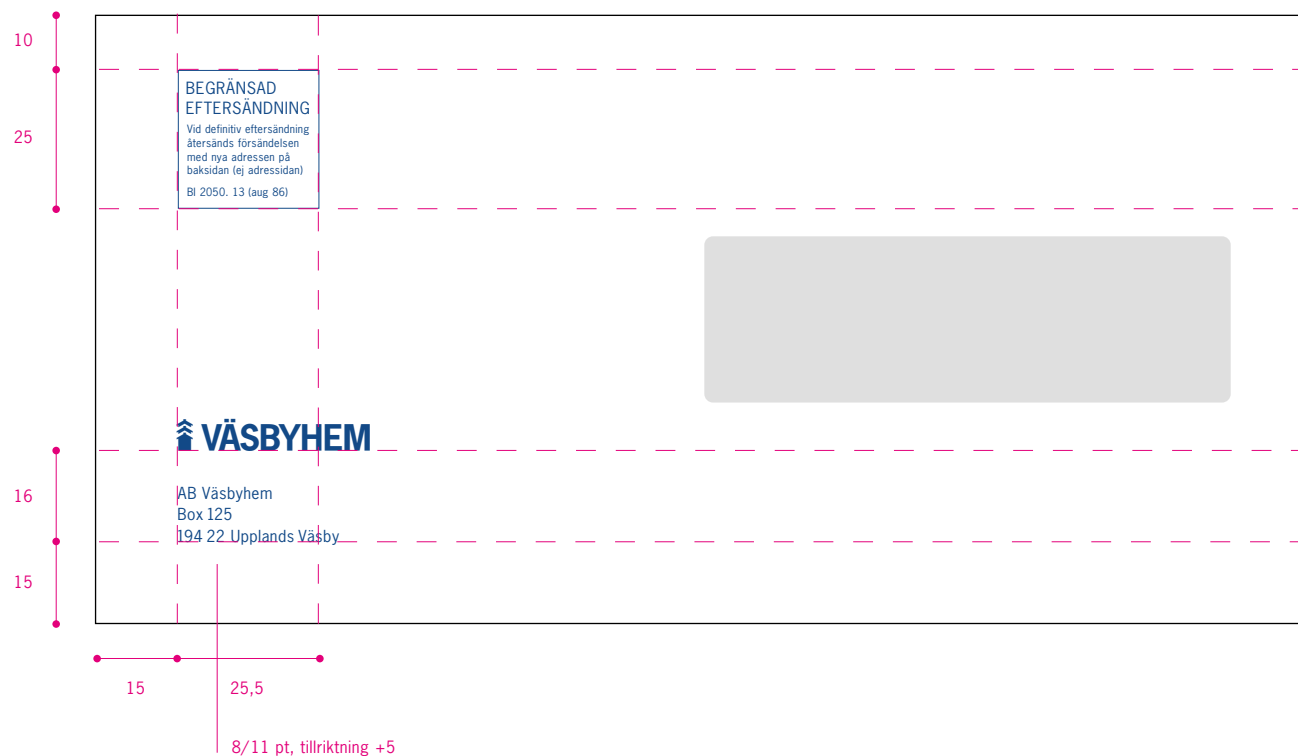 10
25
BEGRÄNSAD
EFTERSÄNDNING
Vid definitiv eftersändning
återsänds försändelsen
med nya adressen på
baksidan (ej adressidan)
BI 2050. 13 (aug 86)
VÄSBYHEM
16
AB Väsbyhem
Box 125
194 22 Upplands Väsby
15
15
25,5
8/11 pt, tillriktning +5